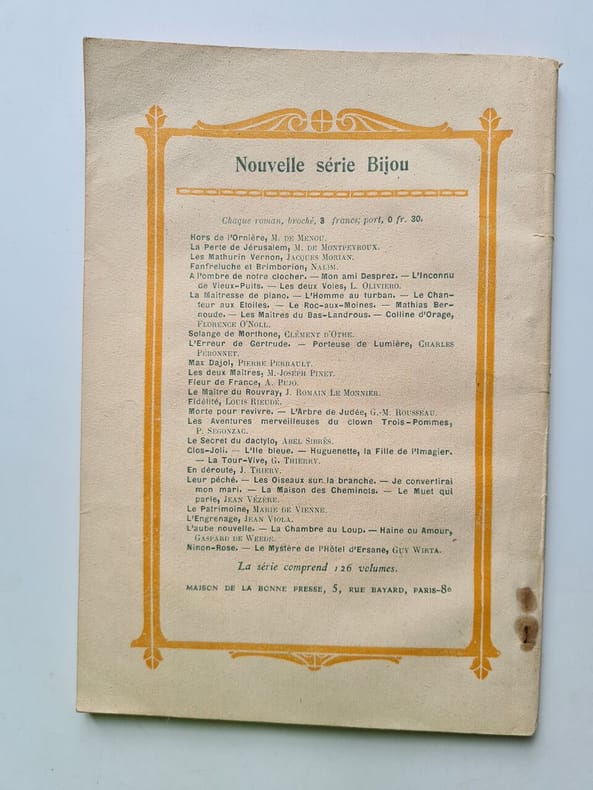 Nouvelle série Bijou
Chaque roman, broché, 3 francs; port, 0 fr. 30.
Hors de l'Ornière, M. DE MENOU.
La Perte de Jérusalem, M. DE MONTPEYROUX.
Les Mathurin Vernon, JACQUES MORIAN.
Fanfreluche et Brimborion, NALIM.
A l'ombre de notre clocher. — Mon ami Desprez. — L'Inconnu
de Vieux-Puits. — Les deux Voies, L. OLIVIERO.
La Maîtresse de piano. — L'Homme au turban. — Le Chan-
teur aux Etoiles. — Le Roc-aux-Moines. — Mathias Ber-
noude. — Les Maîtres du Bas-Landrous. — Colline d'Orage,
FLORENCE O'NOLL.
Solange de Morthone, CLÉMENT D'OTHE.
L'Erreur de Gertrude. — Porteuse de Lumière, CHARLES
PÉRONNET.
Max Dajol, PIERRE PERRAULT.
Les deux Maîtres, M.-JOSEPH PINET.
Fleur de France, A. PUJO.
Le Maître du Rouvray, J. ROMAIN LE MONNIER.
Fidélité, LOUIS RIEUDÉ.
Morte pour revivre. — L'Arbre de Judée, G.-M. ROUSSEAU.
Les Aventures merveilleuses du clown Trois-Pommes,
P. SEGONZAC.
Le Secret du dactylo, ABEL SIBRÈS.
Clos-Joli. — L'Ile bleue. — Huguenette, la Fille de l'Imagier.
— La Tour-Vive, G. THIERRY.
En déroute, J. THIERY.
Leur péché. — Les Oiseaux sur la branche. — Je convertirai
mon mari. — La Maison des Cheminots. — Le Muet qui
parle, JEAN VÉZÈRE.
Le Patrimoine, MARIE DE VIENNE.
L'Engrenage, JEAN VIOLA.
L'aube nouvelle. — La Chambre au Loup. — Haine ou Amour,
GASPARD DE WEEDE.
Ninon-Rose. — Le Mystère de l'Hôtel d'Ersane, GUY WIRTA.
La série comprend 126 volumes.
MAISON DE LA BONNE PRESSE, 5, RUE BAYARD, PARIS-8e